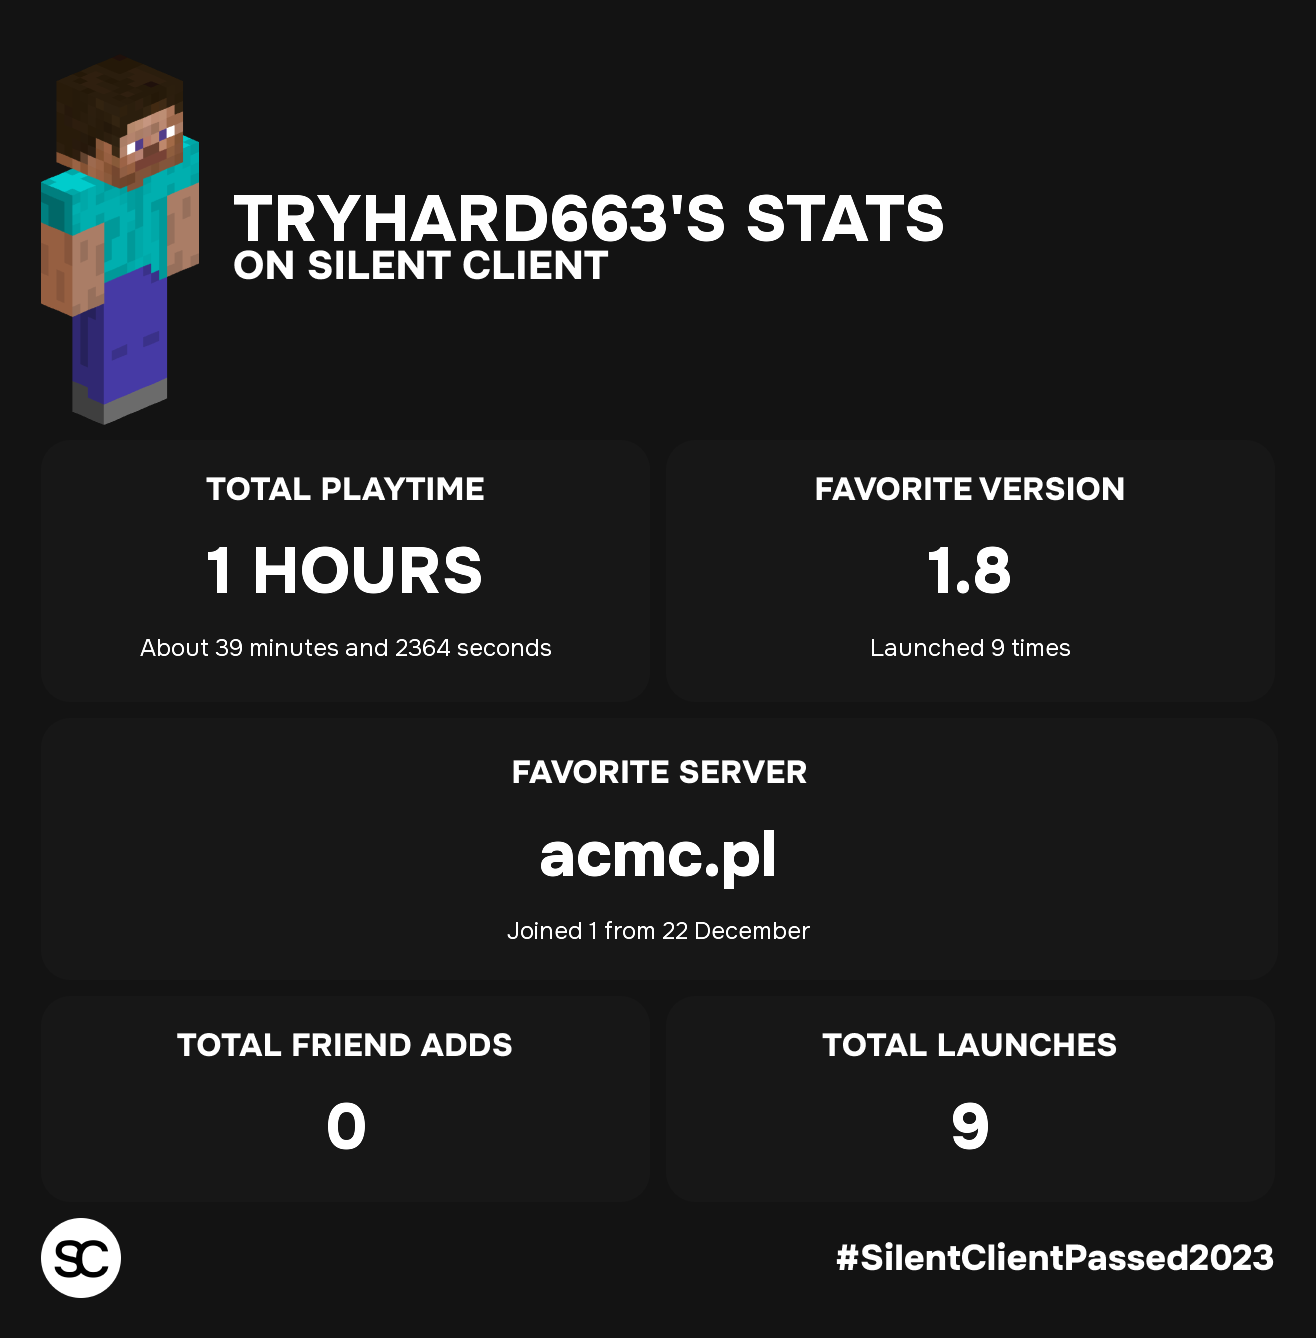 TRYHARD663'S STATS
ON SILENT CLIENT
TOTAL PLAYTIME
1 HOURS
About 39 minutes and 2364 seconds
FAVORITE VERSION
1.8
Launched 9 times
FAVORITE SERVER
acmc.pl
Joined 1 from 22 December
TOTAL FRIEND ADDS
0
TOTAL LAUNCHES
9
SC
#SilentClientPassed2023